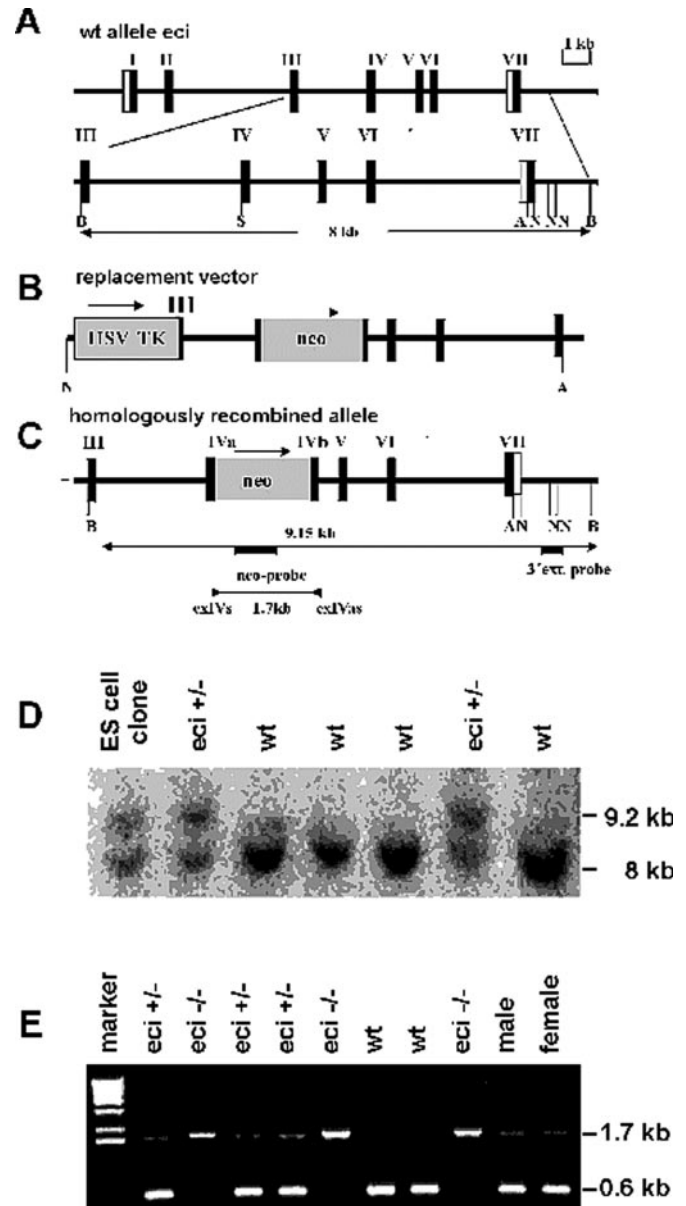 A
wt allele eci
I II III IV V VI VII 1 kb
III IV V VI VII
B S A N N N B
8 kb
B
replacement vector
III
HSV TK neo
N A
C
homologously recombined allele
III IVa IVb V VI VII
neo
B A N N N B
9.15 kb
neo-probe 3'ext. probe
exIVs 1.7kb exIVas
D
ES cell clone eci +/- wt wt wt eci +/- wt
9.2 kb
8 kb
E
marker eci +/- eci -/- eci +/- eci +/- eci -/- wt wt eci -/- male female
1.7 kb
0.6 kb